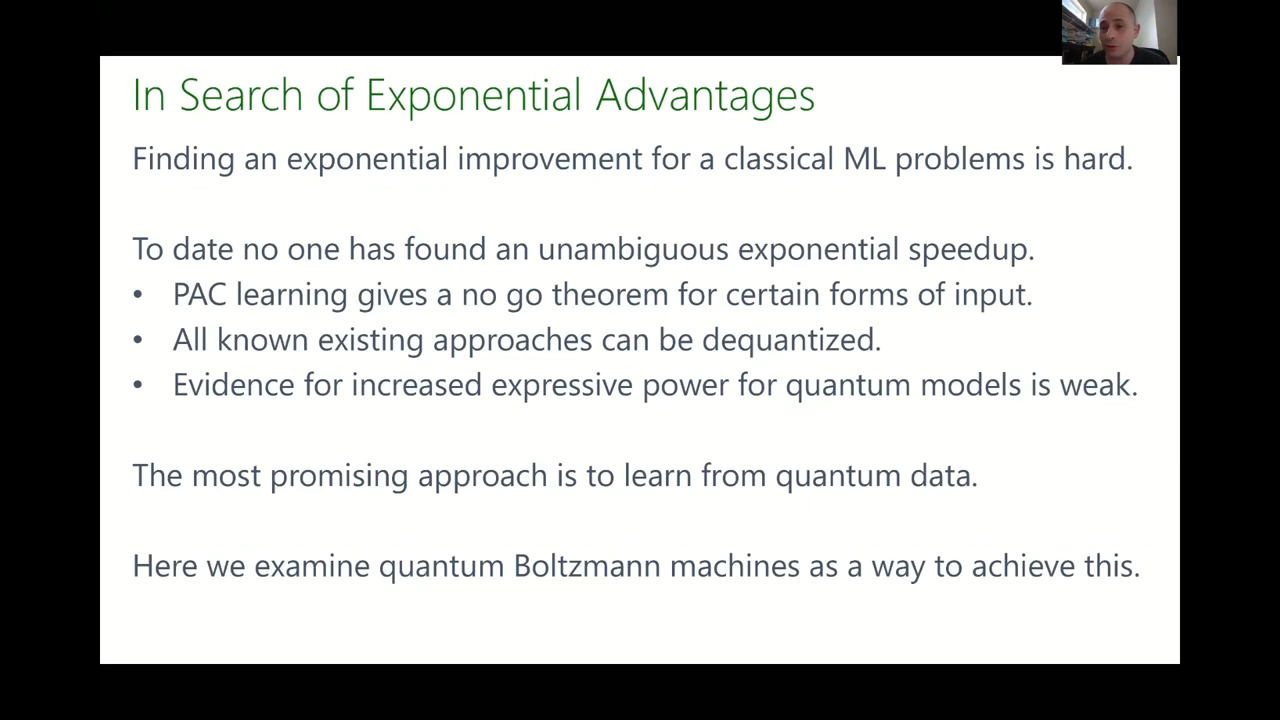 In Search of Exponential Advantages
Finding an exponential improvement for a classical ML problems is hard.
To date no one has found an unambiguous exponential speedup.
• PAC learning gives a no go theorem for certain forms of input.
• All known existing approaches can be dequantized.
• Evidence for increased expressive power for quantum models is weak.
The most promising approach is to learn from quantum data.
Here we examine quantum Boltzmann machines as a way to achieve this.